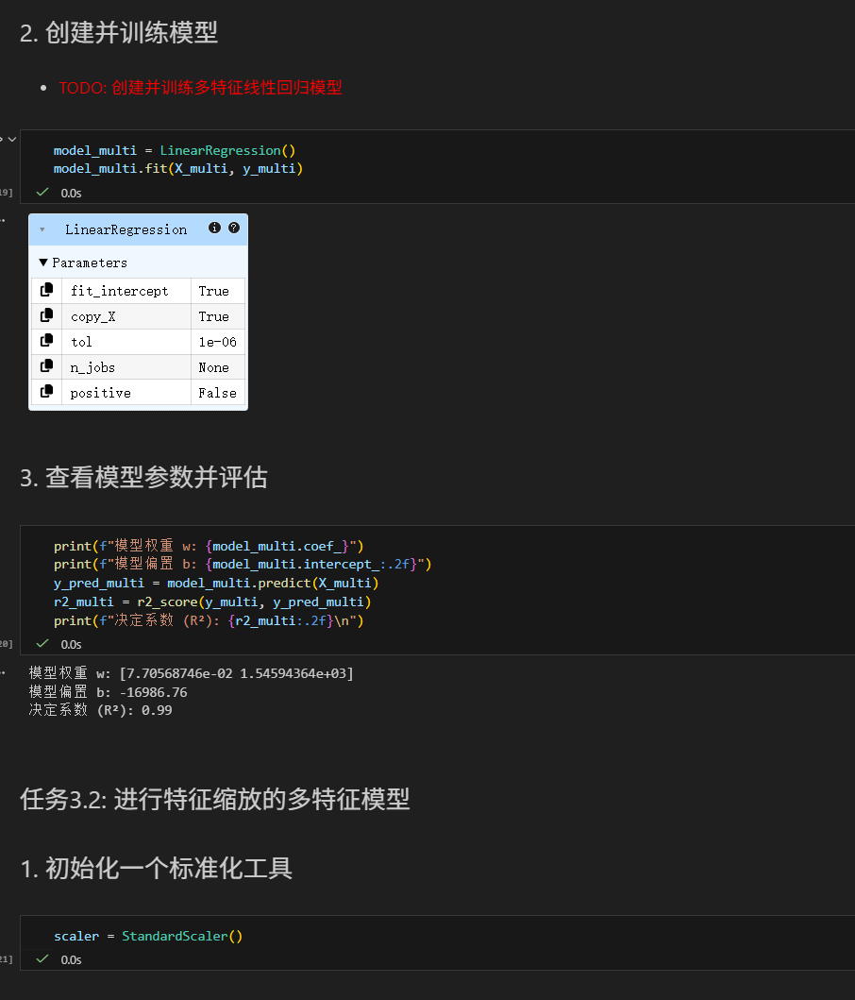 2. 创建并训练模型
TODO: 创建并训练多特征线性回归模型
model_multi = LinearRegression()
model_multi.fit(X_multi, y_multi)
19]
0.0s
LinearRegression
Parameters
fit_intercept True
copy_X True
tol 1e-06
n_jobs None
positive False
3. 查看模型参数并评估
print(f"模型权重 w: {model_multi.coef_}")
print(f"模型偏置 b: {model_multi.intercept_:.2f}")
y_pred_multi = model_multi.predict(X_multi)
r2_multi = r2_score(y_multi, y_pred_multi)
print(f"决定系数 (R²): {r2_multi:.2f}\n")
20]
0.0s
模型权重 w: [7.70568746e-02 1.54594364e+03]
模型偏置 b: -16986.76
决定系数 (R²): 0.99
任务3.2: 进行特征缩放的多特征模型
1. 初始化一个标准化工具
scaler = StandardScaler()
21]
0.0s